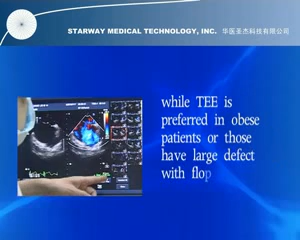 STARWAY MEDICAL TECHNOLOGY, INC. 华医圣杰科技有限公司
while TEE is
preferred in obese
patients or those
have large defect
with flop